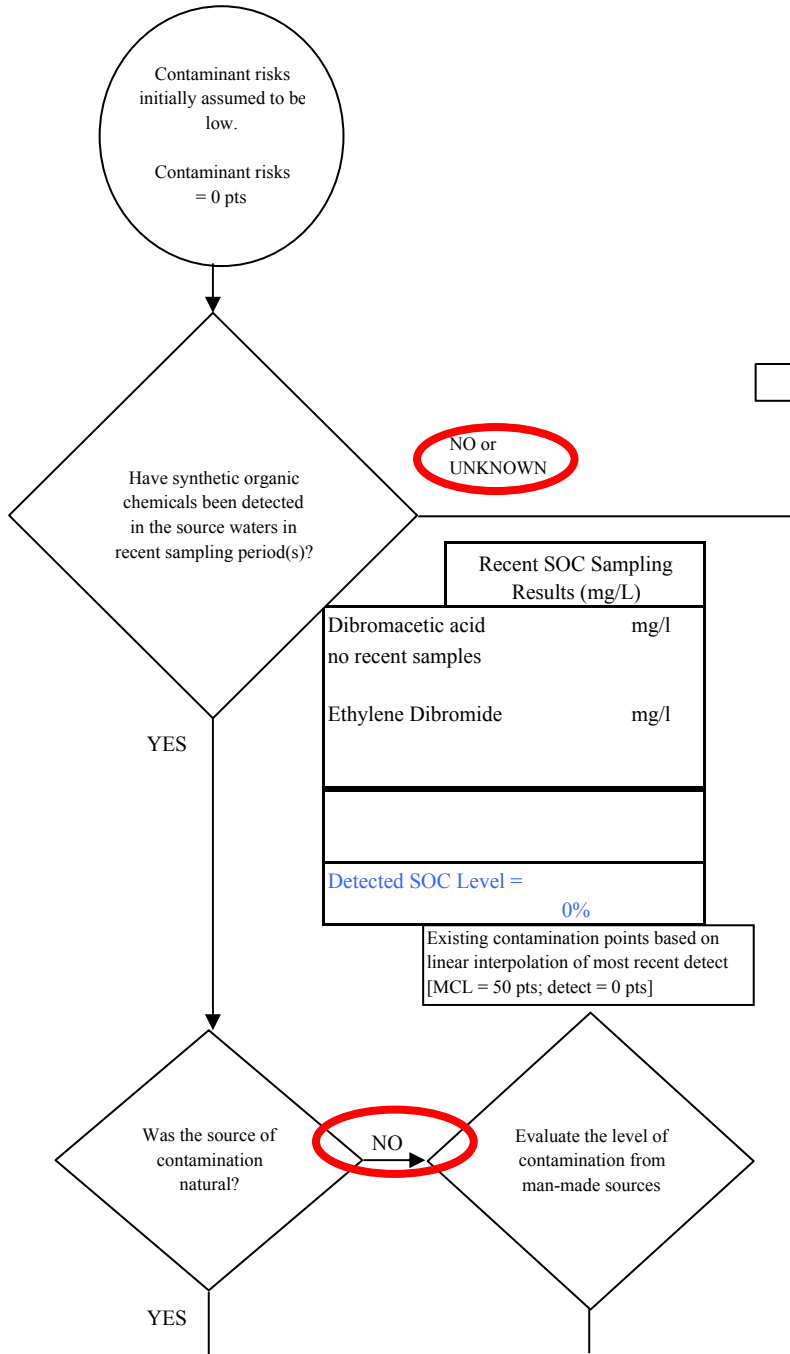 Contaminant risks
initially assumed to be
low.
Contaminant risks
= 0 pts
NO or
UNKNOWN
Have synthetic organic
chemicals been detected
in the source waters in
recent sampling period(s)?
Recent SOC Sampling
Results (mg/L)
Dibromacetic acid mg/l
no recent samples
Ethylene Dibromide mg/l
YES
Detected SOC Level =
0%
Existing contamination points based on
linear interpolation of most recent detect
[MCL = 50 pts; detect = 0 pts]
Was the source of
contamination
natural?
NO
Evaluate the level of
contamination from
man-made sources
YES